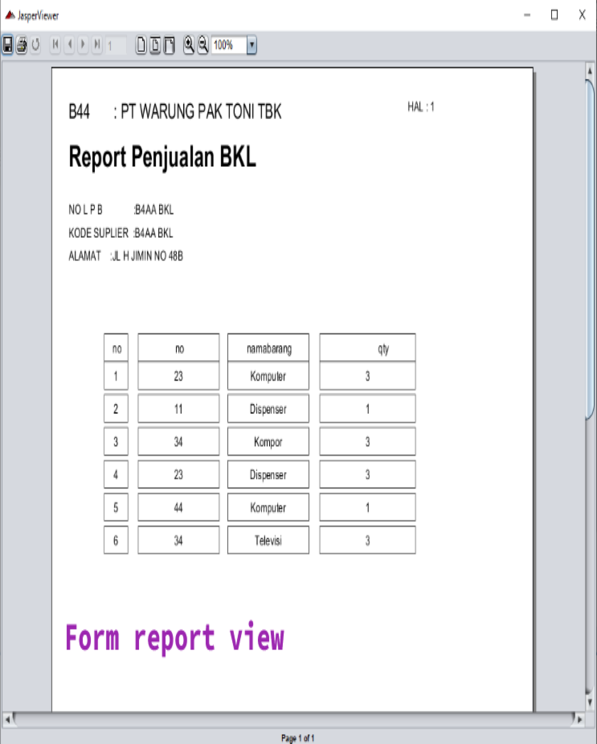 JasperViewer
1 100%
B44 : PT WARUNG PAK TONI TBK HAL : 1
Report Penjualan BKL
NO L P B :B4AA BKL
KODE SUPLIER :B4AA BKL
ALAMAT :JL H JIMIN NO 48B
no no namabarang qty
1 23 Komputer 3
2 11 Dispenser 1
3 34 Kompor 3
4 23 Dispenser 3
5 44 Komputer 1
6 34 Televisi 3
Form report view
Page 1 of 1